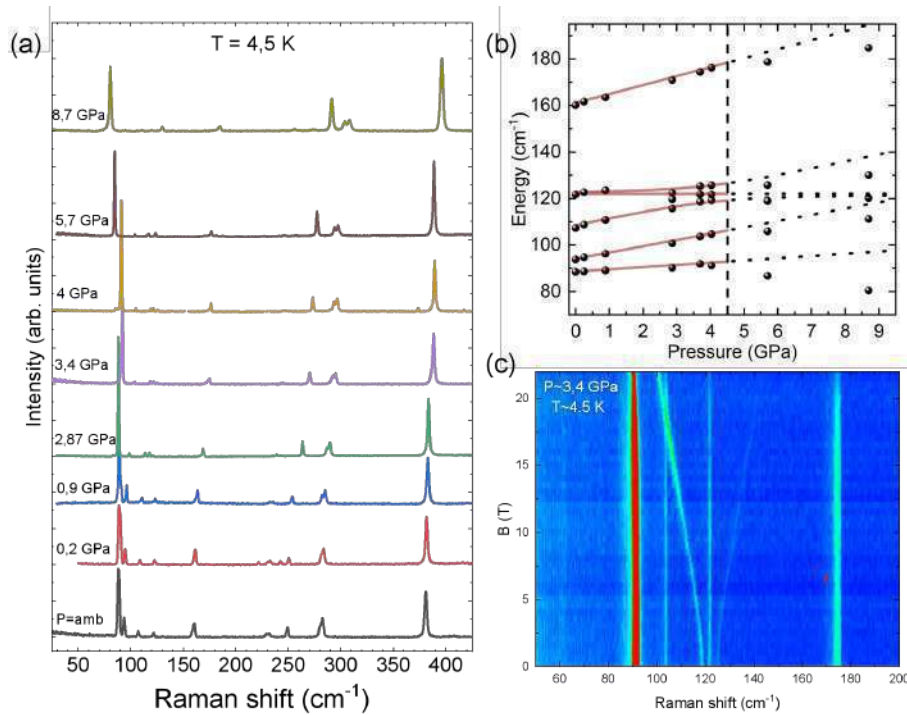 (a)
T = 4,5 K
8,7 GPa
5,7 GPa
4 GPa
3,4 GPa
2,87 GPa
0,9 GPa
0,2 GPa
P=amb
Intensity (arb. units)
50 100 150 200 250 300 350 400
Raman shift (cm⁻¹)
(b)
180
160
140
120
100
80
Energy (cm⁻¹)
0 1 2 3 4 5 6 7 8 9
Pressure (GPa)
(c)
P~3,4 GPa
T~4.5 K
20
15
10
5
0
B (T)
60 80 100 120 140 160 180 200
Raman shift (cm⁻¹)